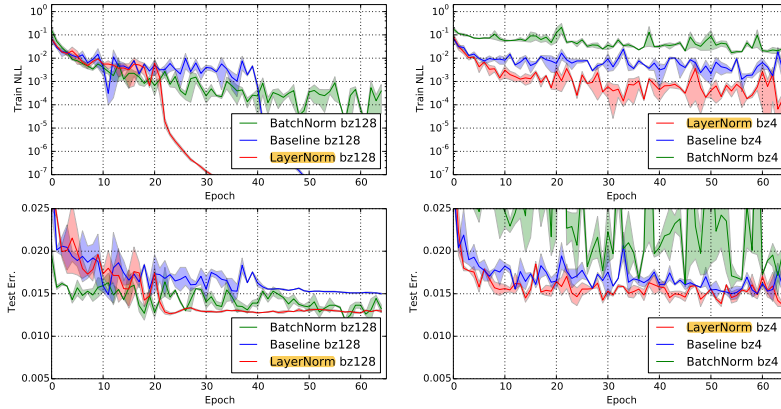 10^0
10^-1
10^-2
10^-3
10^-4
10^-5
10^-6
10^-7
Train NLL
0 10 20 30 40 50 60
Epoch
BatchNorm bz128
Baseline bz128
LayerNorm bz128
10^0
10^-1
10^-2
10^-3
10^-4
10^-5
10^-6
10^-7
Train NLL
0 10 20 30 40 50 60
Epoch
LayerNorm bz4
Baseline bz4
BatchNorm bz4
0.025
0.020
0.015
0.010
0.005
Test Err.
0 10 20 30 40 50 60
Epoch
BatchNorm bz128
Baseline bz128
LayerNorm bz128
0.025
0.020
0.015
0.010
0.005
Test Err.
0 10 20 30 40 50 60
Epoch
LayerNorm bz4
Baseline bz4
BatchNorm bz4